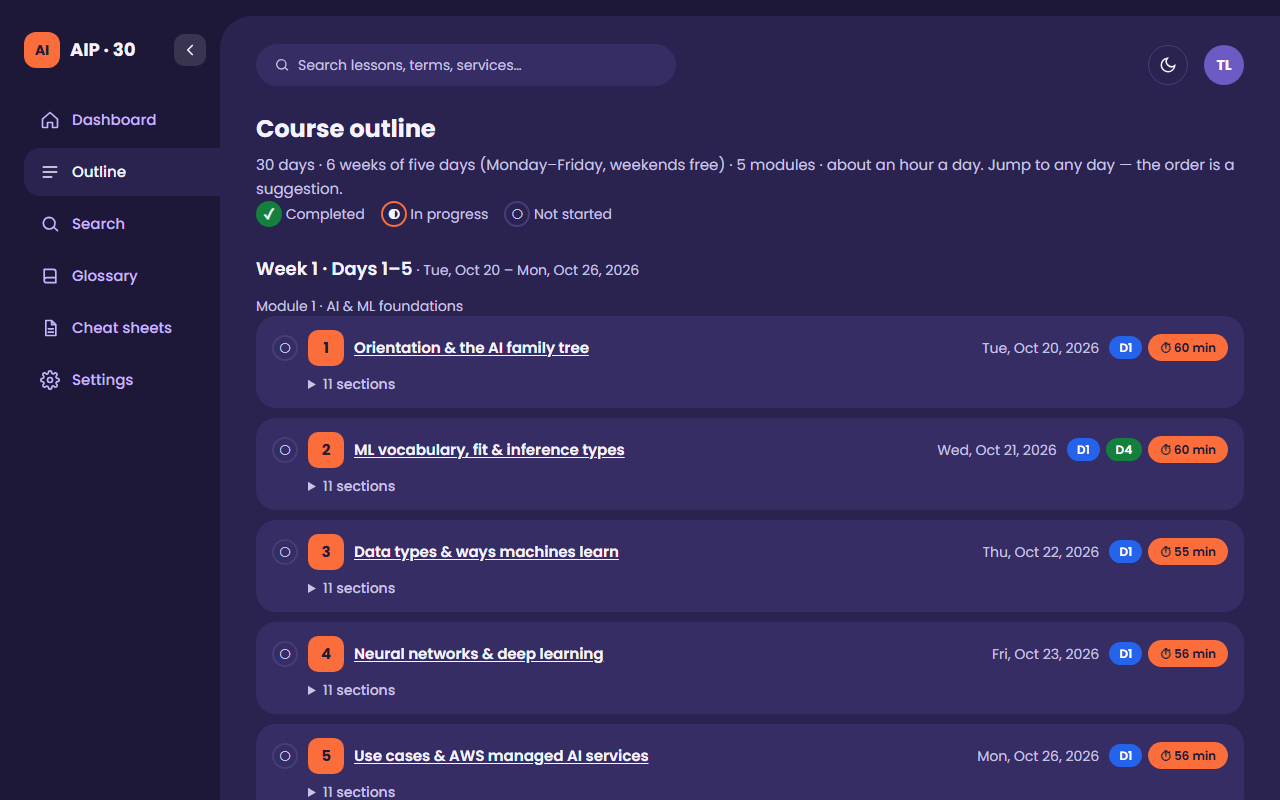 AI AIP · 30
Dashboard
Outline
Search
Glossary
Cheat sheets
Settings
Search lessons, terms, services…
TL
Course outline
30 days · 6 weeks of five days (Monday–Friday, weekends free) · 5 modules · about an hour a day. Jump to any day — the order is a
suggestion.
Completed In progress Not started
Week 1 · Days 1–5 · Tue, Oct 20 – Mon, Oct 26, 2026
Module 1 · AI & ML foundations
1 Orientation & the AI family tree Tue, Oct 20, 2026 D1 60 min
11 sections
2 ML vocabulary, fit & inference types Wed, Oct 21, 2026 D1 D4 60 min
11 sections
3 Data types & ways machines learn Thu, Oct 22, 2026 D1 55 min
11 sections
4 Neural networks & deep learning Fri, Oct 23, 2026 D1 56 min
11 sections
5 Use cases & AWS managed AI services Mon, Oct 26, 2026 D1 56 min
11 sections